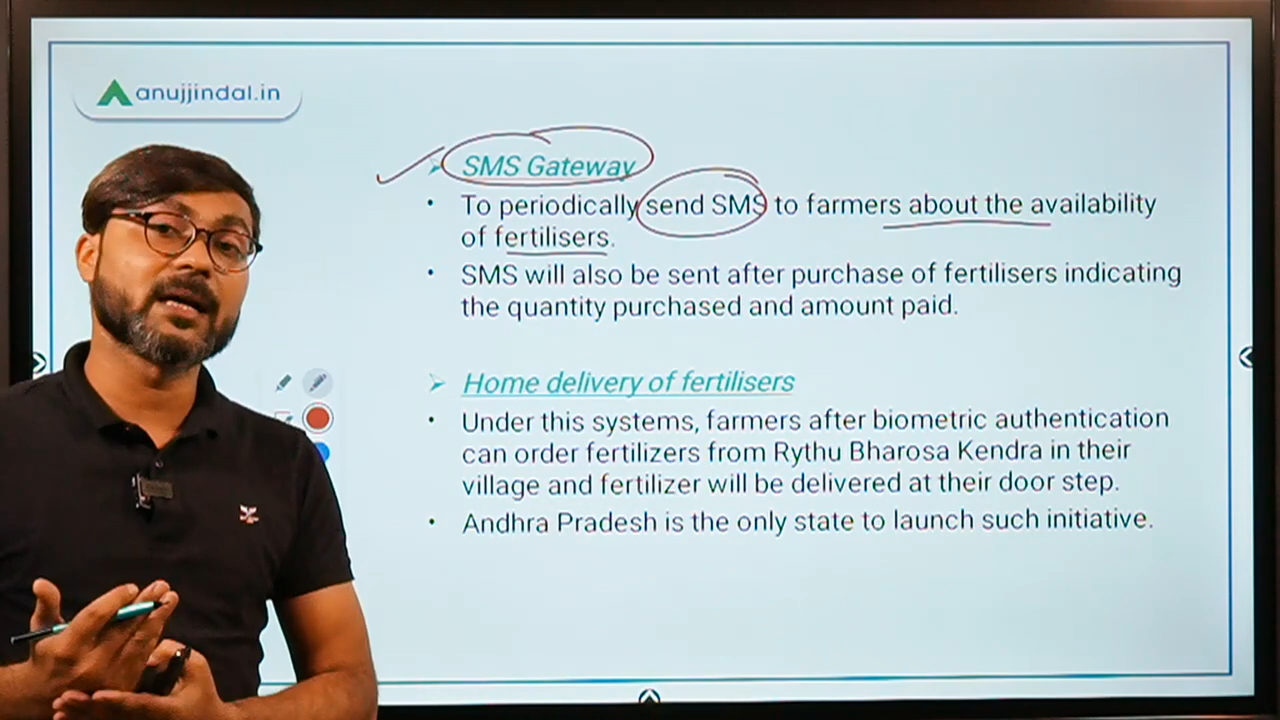 anujjindal.in
SMS Gateway
• To periodically send SMS to farmers about the availability
of fertilisers.
• SMS will also be sent after purchase of fertilisers indicating
the quantity purchased and amount paid.
Home delivery of fertilisers
• Under this systems, farmers after biometric authentication
can order fertilizers from Rythu Bharosa Kendra in their
village and fertilizer will be delivered at their door step.
• Andhra Pradesh is the only state to launch such initiative.